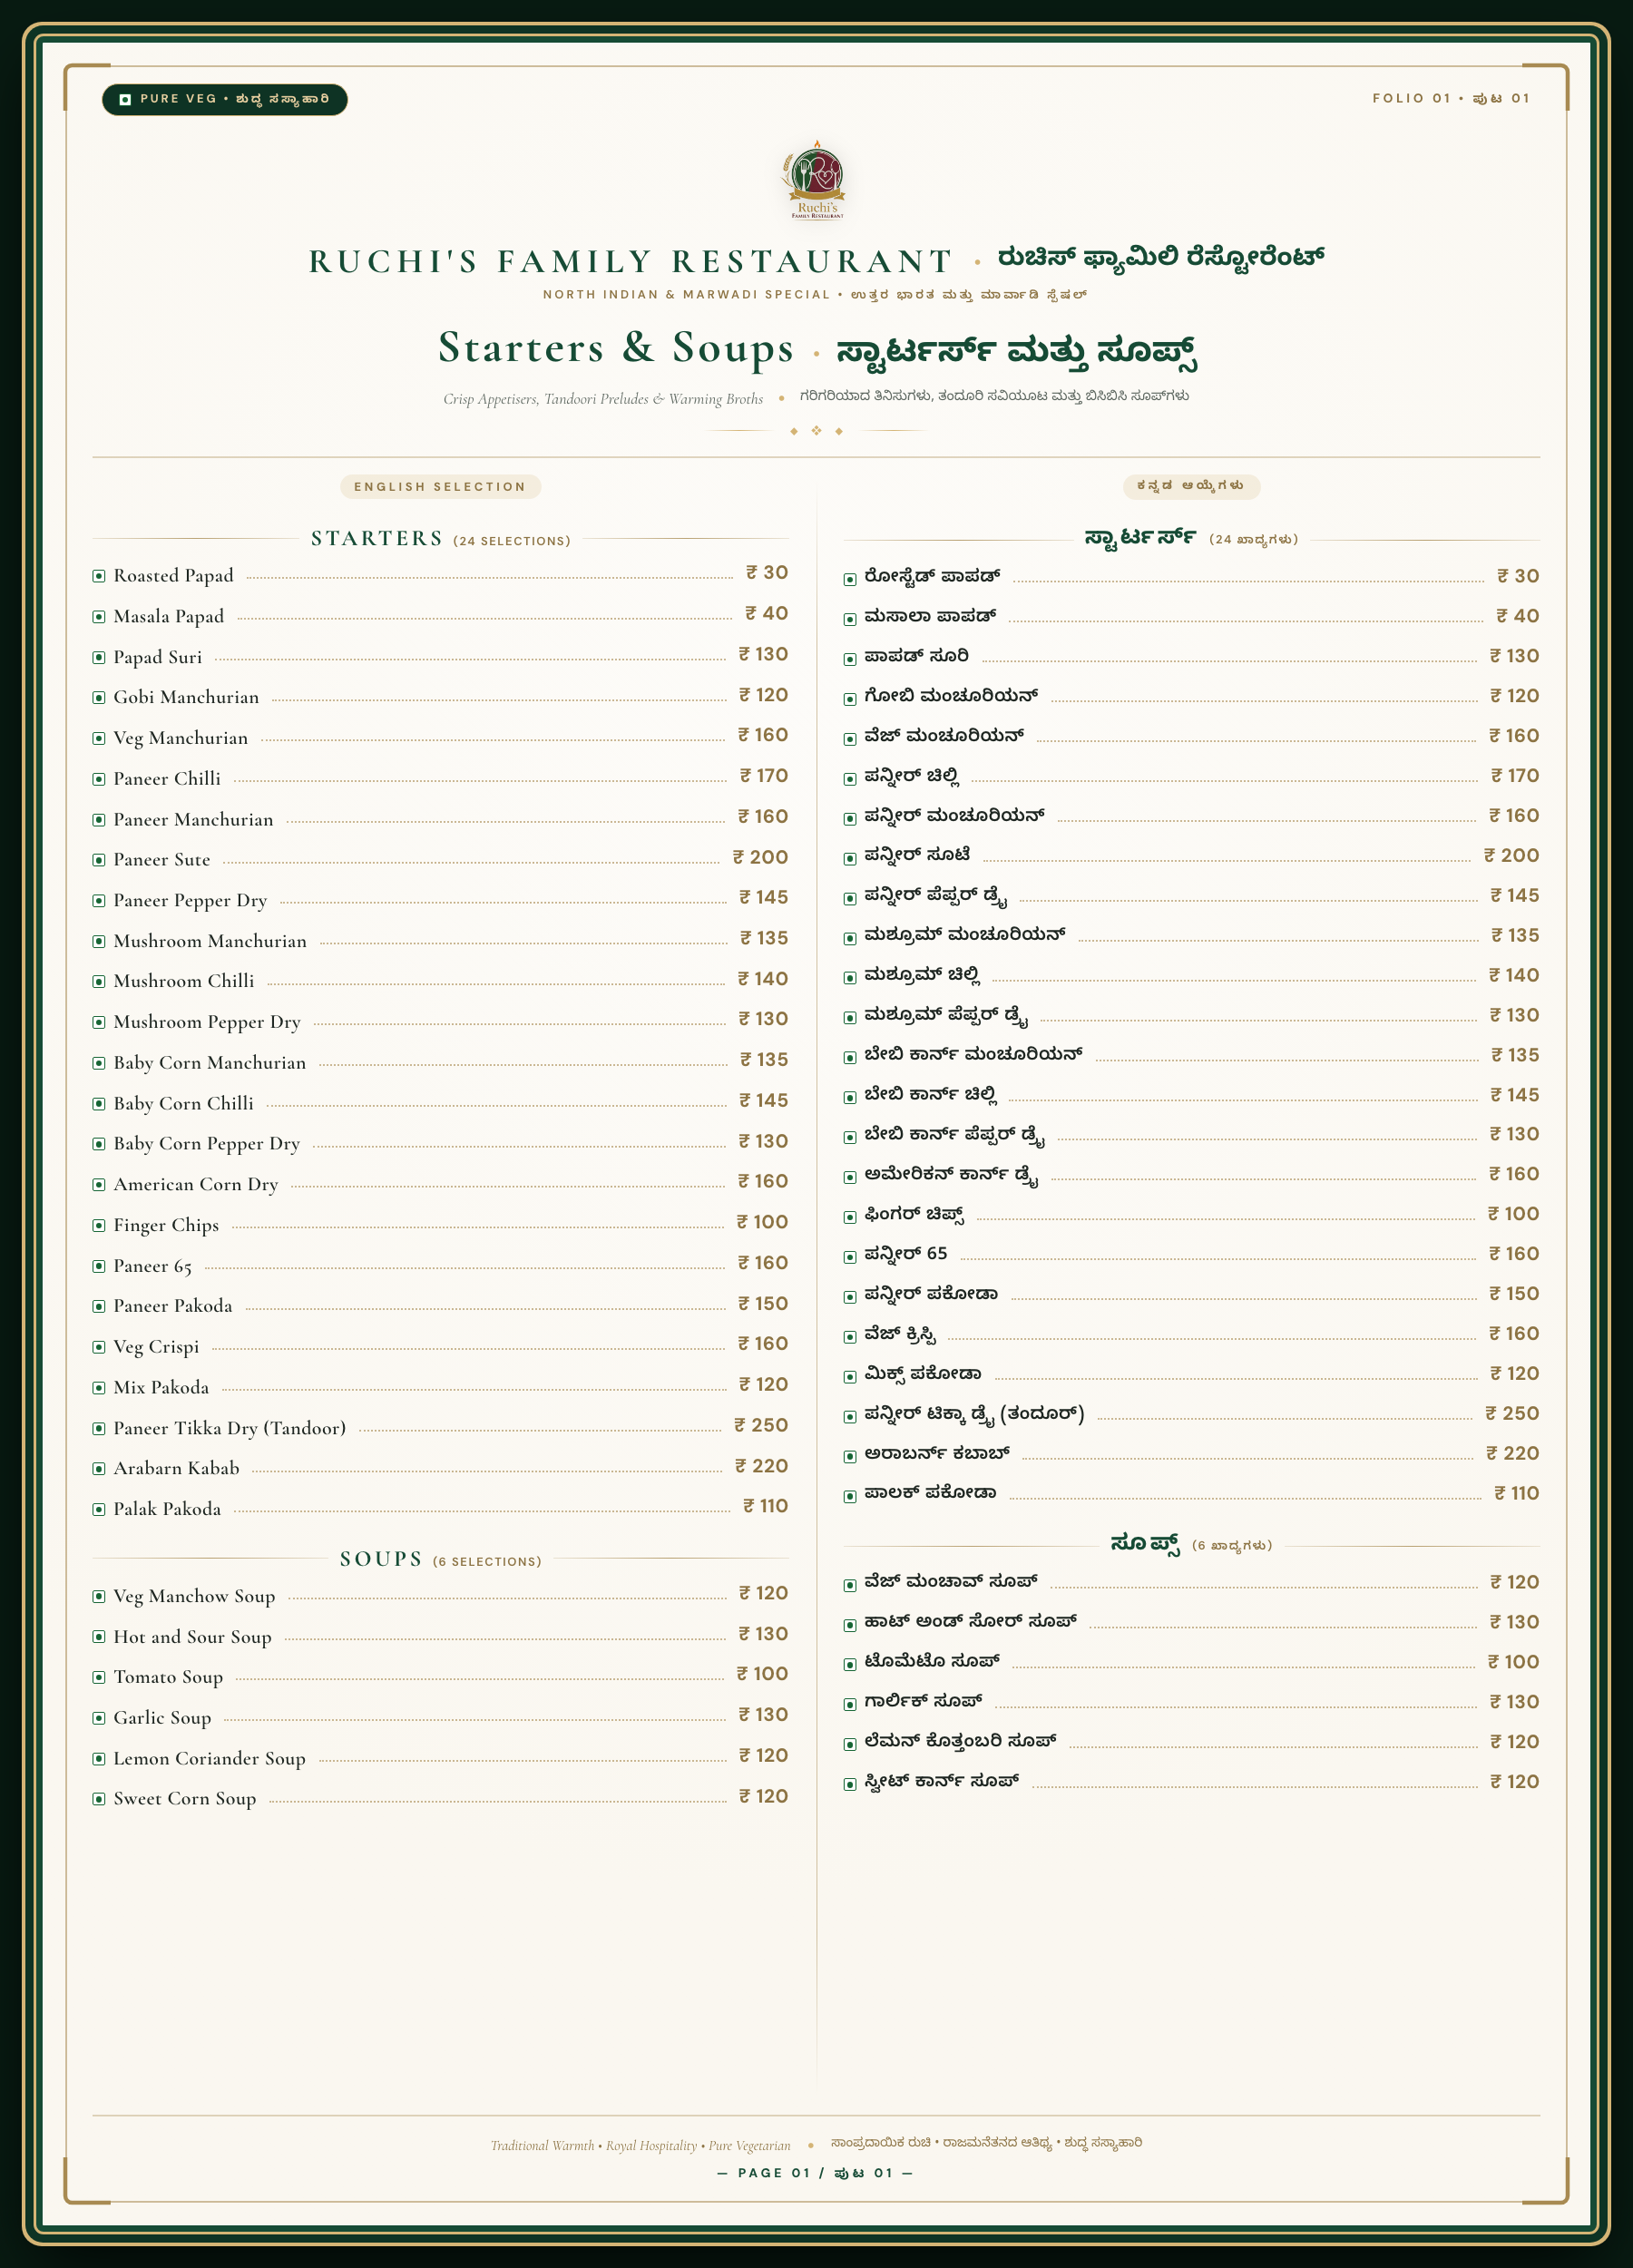 PURE VEG • ಶುದ್ಧ ಸಸ್ಯಾಹಾರಿ
FOLIO 01 • ಪುಟ 01
Ruchi's
FAMILY RESTAURANT
RUCHI'S FAMILY RESTAURANT • ರುಚಿಸ್ ಫ್ಯಾಮಿಲಿ ರೆಸ್ಟೋರೆಂಟ್
NORTH INDIAN & MARWADI SPECIAL • ಉತ್ತರ ಭಾರತ ಮತ್ತು ಮಾರ್ವಾಡಿ ಸ್ಪೆಷಲ್
Starters & Soups • ಸ್ಟಾರ್ಟರ್ಸ್ ಮತ್ತು ಸೂಪ್ಸ್
Crisp Appetisers, Tandoori Preludes & Warming Broths • ಗರಿಗರಿಯಾದ ತಿನಿಸುಗಳು, ತಂದೂರಿ ಸವಿಯೂಟ ಮತ್ತು ಬಿಸಿಬಿಸಿ ಸೂಪ್‌ಗಳು
ENGLISH SELECTION
STARTERS (24 SELECTIONS)
Roasted Papad ₹ 30
Masala Papad ₹ 40
Papad Suri ₹ 130
Gobi Manchurian ₹ 120
Veg Manchurian ₹ 160
Paneer Chilli ₹ 170
Paneer Manchurian ₹ 160
Paneer Sute ₹ 200
Paneer Pepper Dry ₹ 145
Mushroom Manchurian ₹ 135
Mushroom Chilli ₹ 140
Mushroom Pepper Dry ₹ 130
Baby Corn Manchurian ₹ 135
Baby Corn Chilli ₹ 145
Baby Corn Pepper Dry ₹ 130
American Corn Dry ₹ 160
Finger Chips ₹ 100
Paneer 65 ₹ 160
Paneer Pakoda ₹ 150
Veg Crispi ₹ 160
Mix Pakoda ₹ 120
Paneer Tikka Dry (Tandoor) ₹ 250
Arabarn Kabab ₹ 220
Palak Pakoda ₹ 110
SOUPS (6 SELECTIONS)
Veg Manchow Soup ₹ 120
Hot and Sour Soup ₹ 130
Tomato Soup ₹ 100
Garlic Soup ₹ 130
Lemon Coriander Soup ₹ 120
Sweet Corn Soup ₹ 120
ಕನ್ನಡ ಆಯ್ಕೆಗಳು
ಸ್ಟಾರ್ಟರ್ಸ್ (24 ಖಾದ್ಯಗಳು)
ರೋಸ್ಟೆಡ್ ಪಾಪಡ್ ₹ 30
ಮಸಾಲಾ ಪಾಪಡ್ ₹ 40
ಪಾಪಡ್ ಸೂರಿ ₹ 130
ಗೋಬಿ ಮಂಚೂರಿಯನ್ ₹ 120
ವೆಜ್ ಮಂಚೂರಿಯನ್ ₹ 160
ಪನ್ನೀರ್ ಚಿಲ್ಲಿ ₹ 170
ಪನ್ನೀರ್ ಮಂಚೂರಿಯನ್ ₹ 160
ಪನ್ನೀರ್ ಸೂಟೆ ₹ 200
ಪನ್ನೀರ್ ಪೆಪ್ಪರ್ ಡ್ರೈ ₹ 145
ಮಶ್ರೂಮ್ ಮಂಚೂರಿಯನ್ ₹ 135
ಮಶ್ರೂಮ್ ಚಿಲ್ಲಿ ₹ 140
ಮಶ್ರೂಮ್ ಪೆಪ್ಪರ್ ಡ್ರೈ ₹ 130
ಬೇಬಿ ಕಾರ್ನ್ ಮಂಚೂರಿಯನ್ ₹ 135
ಬೇಬಿ ಕಾರ್ನ್ ಚಿಲ್ಲಿ ₹ 145
ಬೇಬಿ ಕಾರ್ನ್ ಪೆಪ್ಪರ್ ಡ್ರೈ ₹ 130
ಅಮೇರಿಕನ್ ಕಾರ್ನ್ ಡ್ರೈ ₹ 160
ಫಿಂಗರ್ ಚಿಪ್ಸ್ ₹ 100
ಪನ್ನೀರ್ 65 ₹ 160
ಪನ್ನೀರ್ ಪಕೋಡಾ ₹ 150
ವೆಜ್ ಕ್ರಿಸ್ಪಿ ₹ 160
ಮಿಕ್ಸ್ ಪಕೋಡಾ ₹ 120
ಪನ್ನೀರ್ ಟಿಕ್ಕಾ ಡ್ರೈ (ತಂದೂರ್) ₹ 250
ಅರಾಬರ್ನ್ ಕಬಾಬ್ ₹ 220
ಪಾಲಕ್ ಪಕೋಡಾ ₹ 110
ಸೂಪ್ಸ್ (6 ಖಾದ್ಯಗಳು)
ವೆಜ್ ಮಂಚಾವ್ ಸೂಪ್ ₹ 120
ಹಾಟ್ ಅಂಡ್ ಸೋರ್ ಸೂಪ್ ₹ 130
ಟೊಮೆಟೊ ಸೂಪ್ ₹ 100
ಗಾರ್ಲಿಕ್ ಸೂಪ್ ₹ 130
ಲೆಮನ್ ಕೊತ್ತಂಬರಿ ಸೂಪ್ ₹ 120
ಸ್ವೀಟ್ ಕಾರ್ನ್ ಸೂಪ್ ₹ 120
Traditional Warmth • Royal Hospitality • Pure Vegetarian • ಸಾಂಪ್ರದಾಯಿಕ ರುಚಿ • ರಾಜಮನೆತನದ ಆತಿಥ್ಯ • ಶುದ್ಧ ಸಸ್ಯಾಹಾರಿ
— PAGE 01 / ಪುಟ 01 —